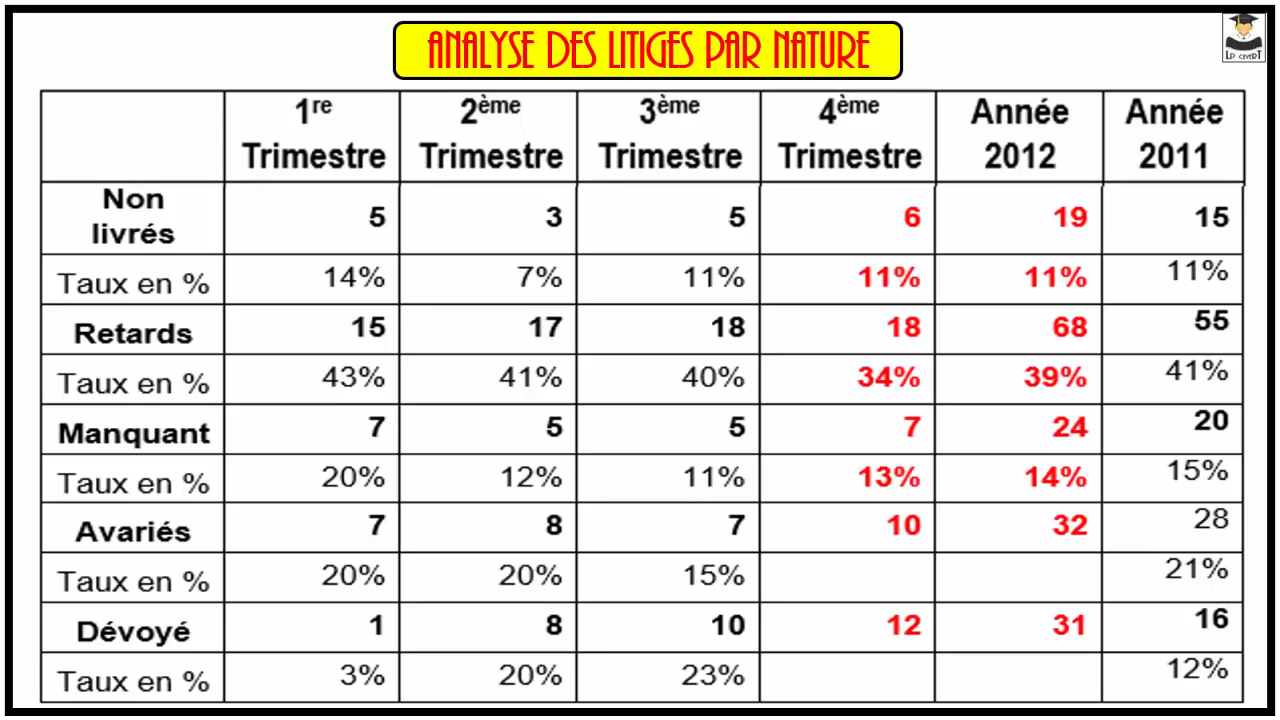 ANALYSE DES LITIGES PAR NATURE
LP CEVERT
1re Trimestre 2ème Trimestre 3ème Trimestre 4ème Trimestre Année 2012 Année 2011
Non livrés 5 3 5 6 19 15
Taux en % 14% 7% 11% 11% 11% 11%
Retards 15 17 18 18 68 55
Taux en % 43% 41% 40% 34% 39% 41%
Manquant 7 5 5 7 24 20
Taux en % 20% 12% 11% 13% 14% 15%
Avariés 7 8 7 10 32 28
Taux en % 20% 20% 15% 21%
Dévoyé 1 8 10 12 31 16
Taux en % 3% 20% 23% 12%